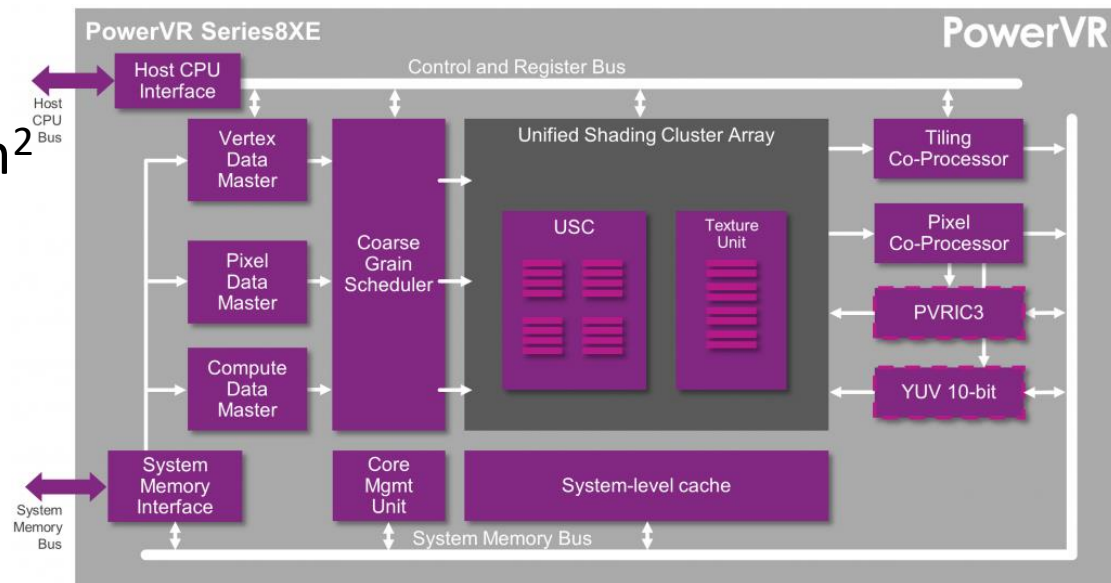 PowerVR Series8XE
PowerVR
Host CPU
Interface
Control and Register Bus
Host
CPU
Bus
n²
Vertex
Data
Master
Unified Shading Cluster Array
Tiling
Co-Processor
USC
Texture
Unit
Pixel
Co-Processor
Coarse
Grain
Scheduler
Pixel
Data
Master
PVRIC3
Compute
Data
Master
YUV 10-bit
System
Memory
Interface
Core
Mgmt
Unit
System-level cache
System
Memory
Bus
System Memory Bus